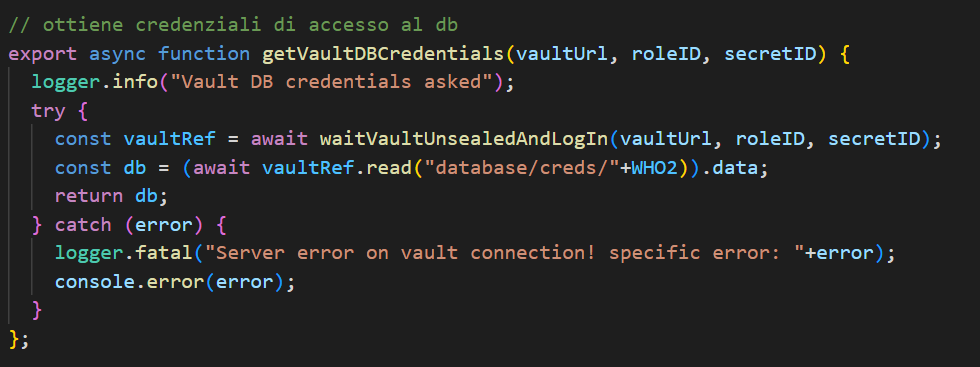 // ottiene credenziali di accesso al db
export async function getVaultDBCredentials(vaultUrl, roleID, secretID) {
  logger.info("Vault DB credentials asked");
  try {
    const vaultRef = await waitVaultUnsealedAndLogIn(vaultUrl, roleID, secretID);
    const db = (await vaultRef.read("database/creds/"+WHO2)).data;
    return db;
  } catch (error) {
    logger.fatal("Server error on vault connection! specific error: "+error);
    console.error(error);
  }
};